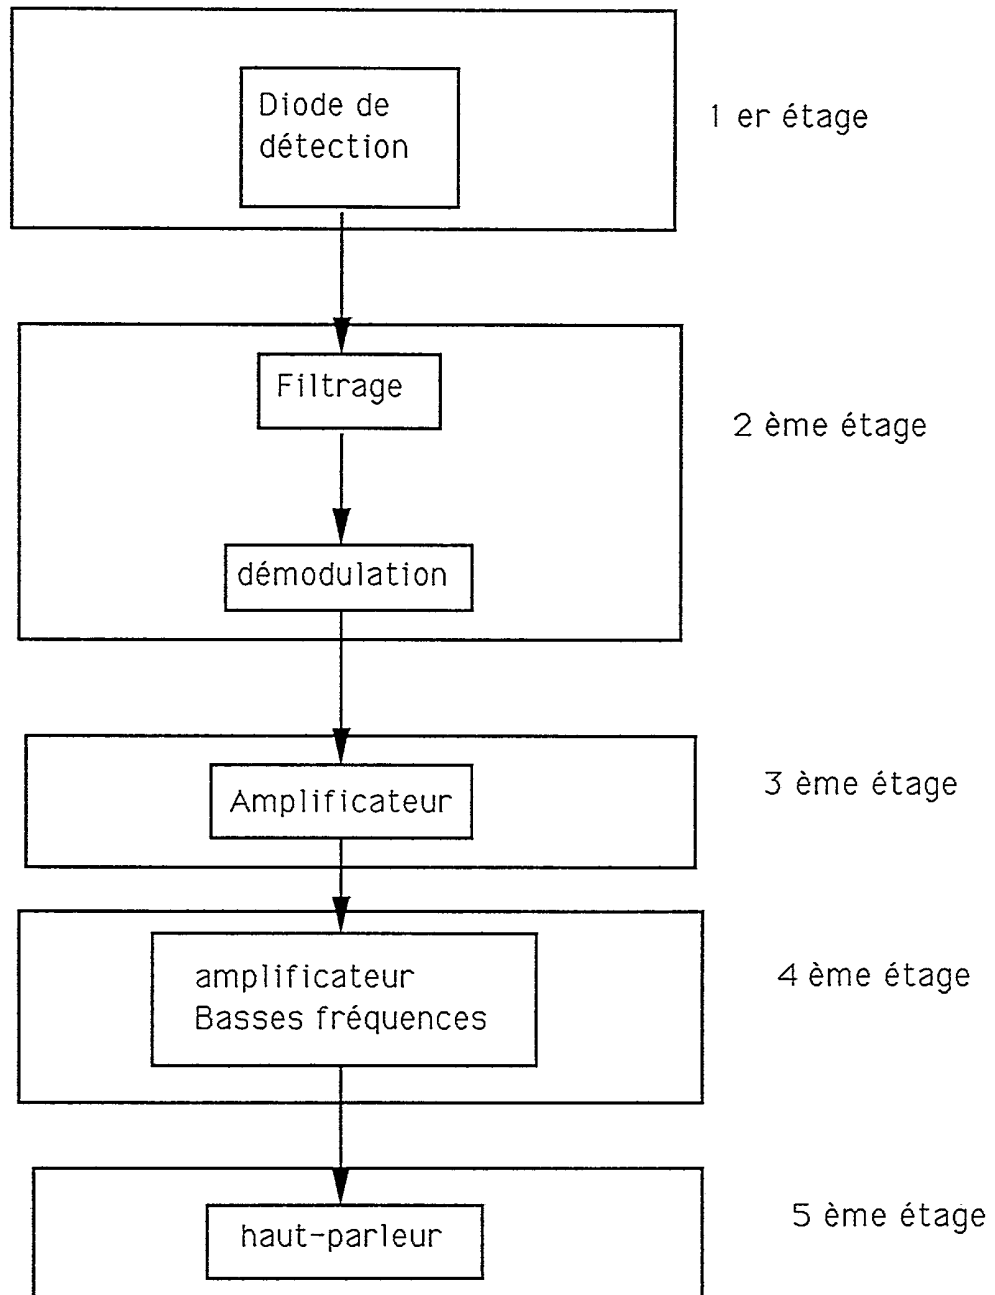 Diode de
détection
1 er étage
Filtrage
2 ème étage
démodulation
3 ème étage
Amplificateur
amplificateur
Basses fréquences
4 ème étage
5 ème étage
haut-parleur